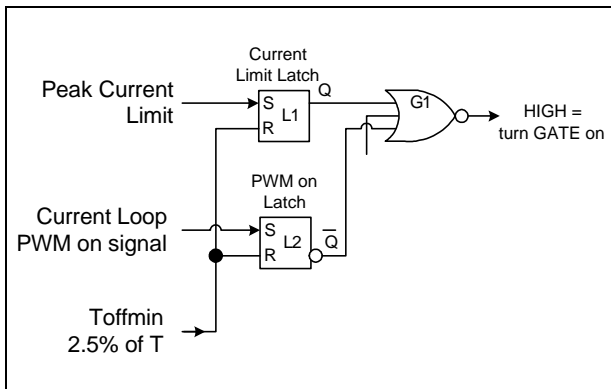 Current
Limit Latch
Peak Current
Limit
S
R
L1
Q
G1
HIGH =
turn GATE on
PWM on
Latch
Current Loop
PWM on signal
S
R
L2
Q
Toffmin
2.5% of T